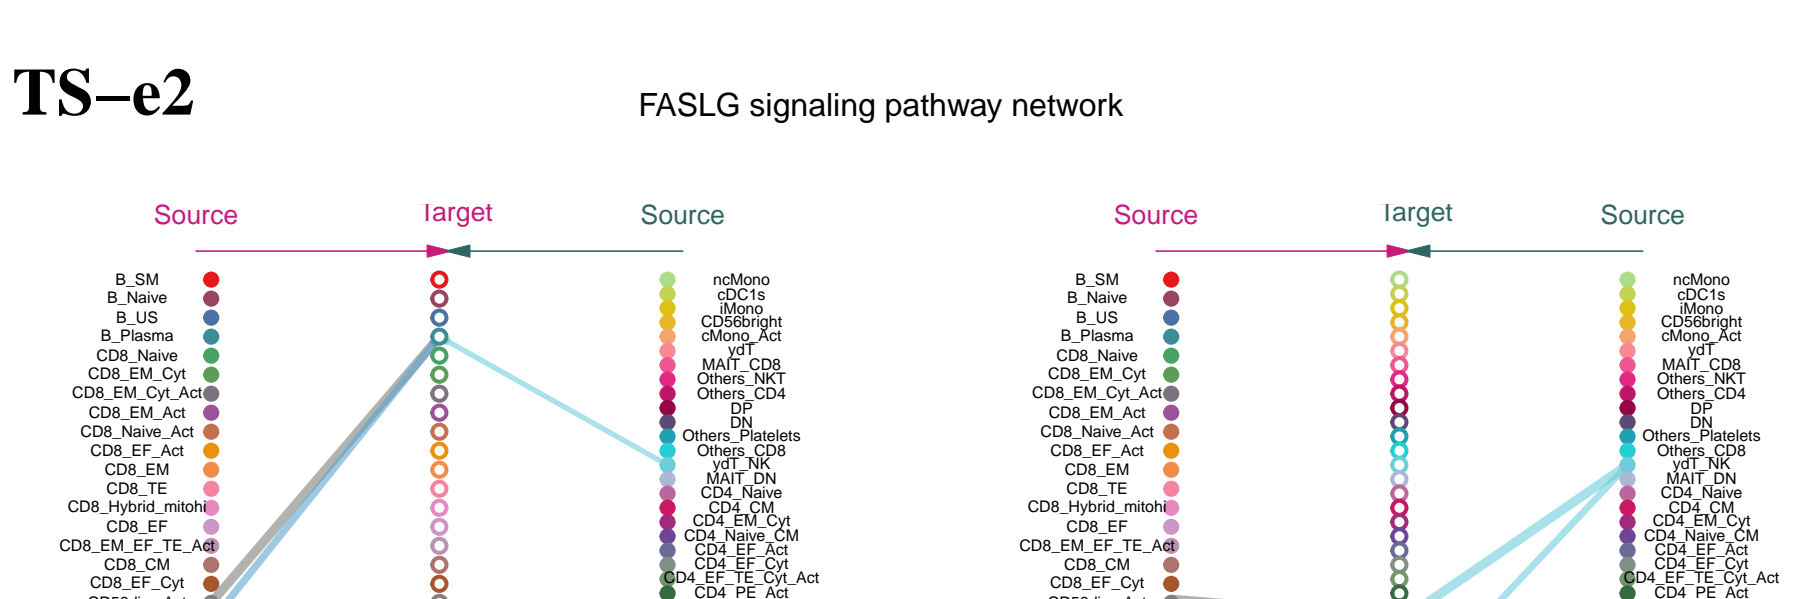 TS–e2
FASLG signaling pathway network
Source Target Source
B_SM
B_Naive
B_US
B_Plasma
CD8_Naive
CD8_EM_Cyt
CD8_EM_Cyt_Act
CD8_EM_Act
CD8_Naive_Act
CD8_EF_Act
CD8_EM
CD8_TE
CD8_Hybrid_mitohi
CD8_EF
CD8_EM_EF_TE_Act
CD8_CM
CD8_EF_Cyt
ncMono
cDC1s
iMono
CD56bright
cMono_Act
ydT
MAIT_CD8
Others_NKT
Others_CD4
DP
DN
Others_Platelets
Others_CD8
ydT_NK
MAIT_DN
CD4_Naive
CD4_CM
CD4_EM_Cyt
CD4_Naive_CM
CD4_EF_Act
CD4_EF_Cyt
CD4_EF_TE_Cyt_Act
CD4_PE_Act
Source Target Source
B_SM
B_Naive
B_US
B_Plasma
CD8_Naive
CD8_EM_Cyt
CD8_EM_Cyt_Act
CD8_EM_Act
CD8_Naive_Act
CD8_EF_Act
CD8_EM
CD8_TE
CD8_Hybrid_mitohi
CD8_EF
CD8_EM_EF_TE_Act
CD8_CM
CD8_EF_Cyt
ncMono
cDC1s
iMono
CD56bright
cMono_Act
ydT
MAIT_CD8
Others_NKT
Others_CD4
DP
DN
Others_Platelets
Others_CD8
ydT_NK
MAIT_DN
CD4_Naive
CD4_CM
CD4_EM_Cyt
CD4_Naive_CM
CD4_EF_Act
CD4_EF_Cyt
CD4_EF_TE_Cyt_Act
CD4_PE_Act